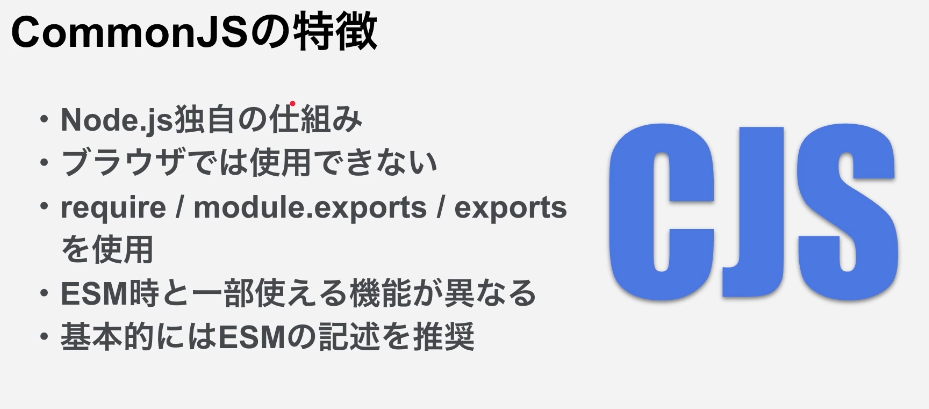 CommonJSの特徴
・Node.js独自の仕組み
・ブラウザでは使用できない
・require / module.exports / exports
を使用
・ESM時と一部使える機能が異なる
・基本的にはESMの記述を推奨
CJS